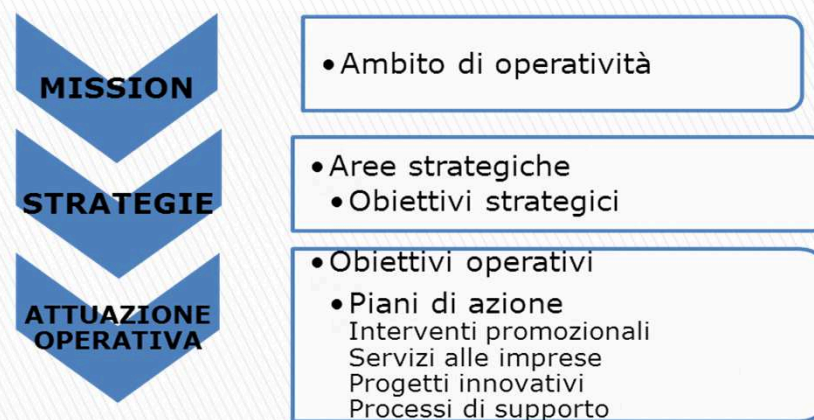 MISSION
• Ambito di operatività
STRATEGIE
• Aree strategiche
• Obiettivi strategici
ATTUAZIONE
OPERATIVA
• Obiettivi operativi
• Piani di azione
Interventi promozionali
Servizi alle imprese
Progetti innovativi
Processi di supporto